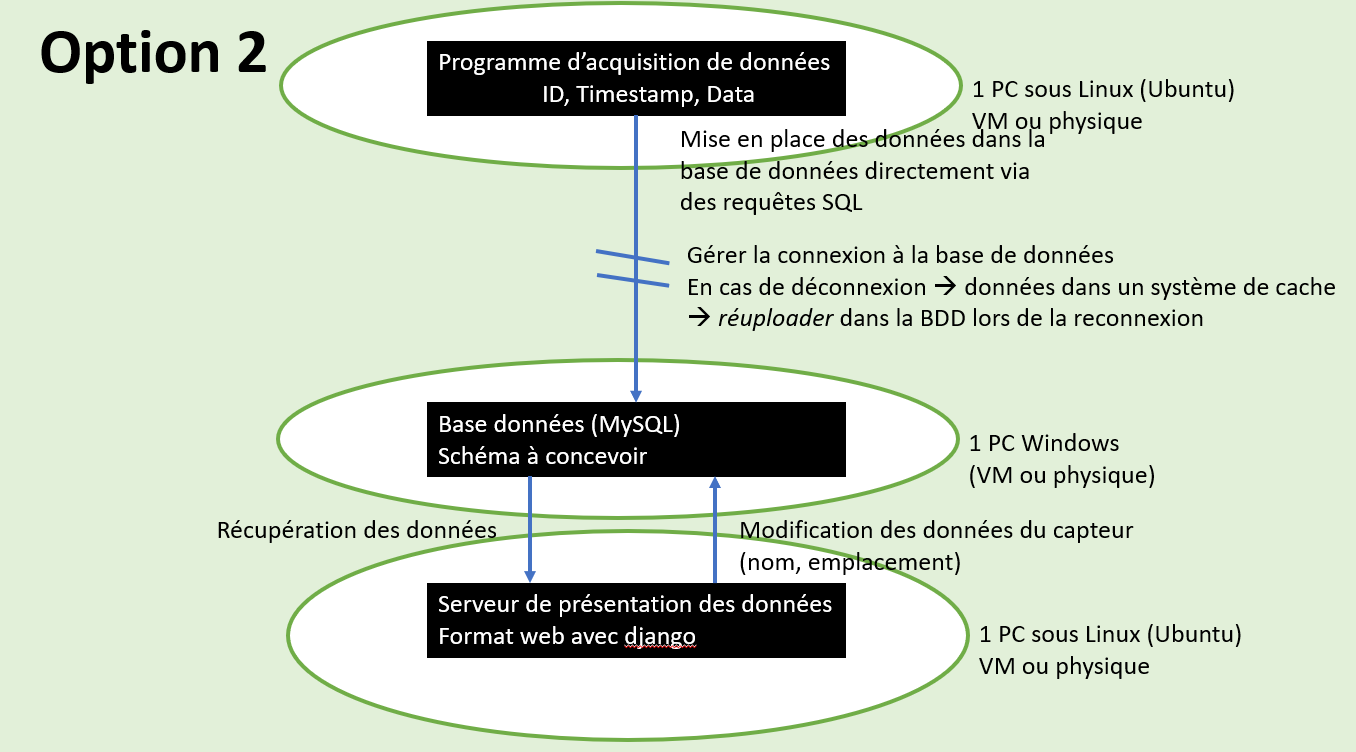 Option 2
Programme d’acquisition de données
ID, Timestamp, Data
1 PC sous Linux (Ubuntu)
VM ou physique
Mise en place des données dans la
base de données directement via
des requêtes SQL
Gérer la connexion à la base de données
En cas de déconnexion → données dans un système de cache
→ réuploader dans la BDD lors de la reconnexion
Base données (MySQL)
Schéma à concevoir
1 PC Windows
(VM ou physique)
Récupération des données
Modification des données du capteur
(nom, emplacement)
Serveur de présentation des données
Format web avec django
1 PC sous Linux (Ubuntu)
VM ou physique